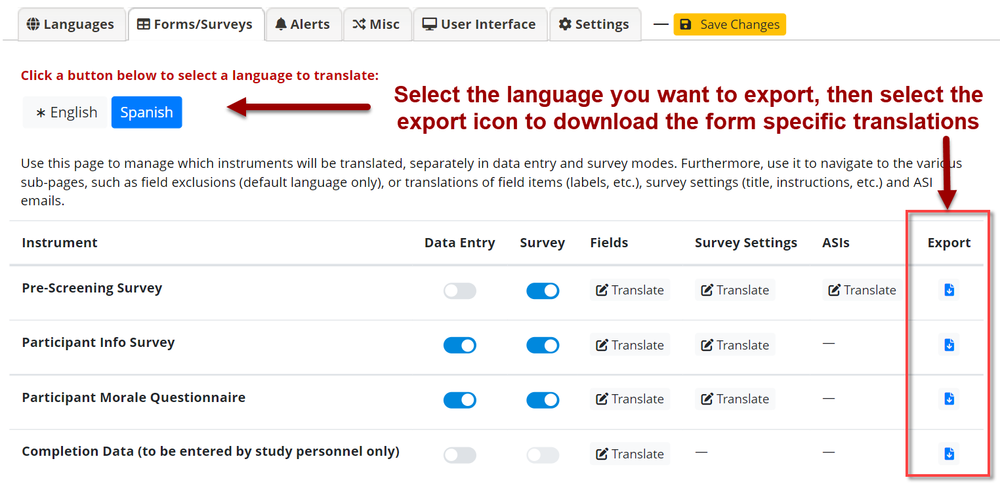 Languages Forms/Surveys Alerts Misc User Interface Settings — Save Changes
Click a button below to select a language to translate:
Select the language you want to export, then select the
export icon to download the form specific translations
* English Spanish
Use this page to manage which instruments will be translated, separately in data entry and survey modes. Furthermore, use it to navigate to the various
sub-pages, such as field exclusions (default language only), or translations of field items (labels, etc.), survey settings (title, instructions, etc.) and ASI
emails.
Instrument Data Entry Survey Fields Survey Settings ASIs Export
Pre-Screening Survey Translate Translate Translate
Participant Info Survey Translate Translate —
Participant Morale Questionnaire Translate Translate —
Completion Data (to be entered by study personnel only) Translate — —